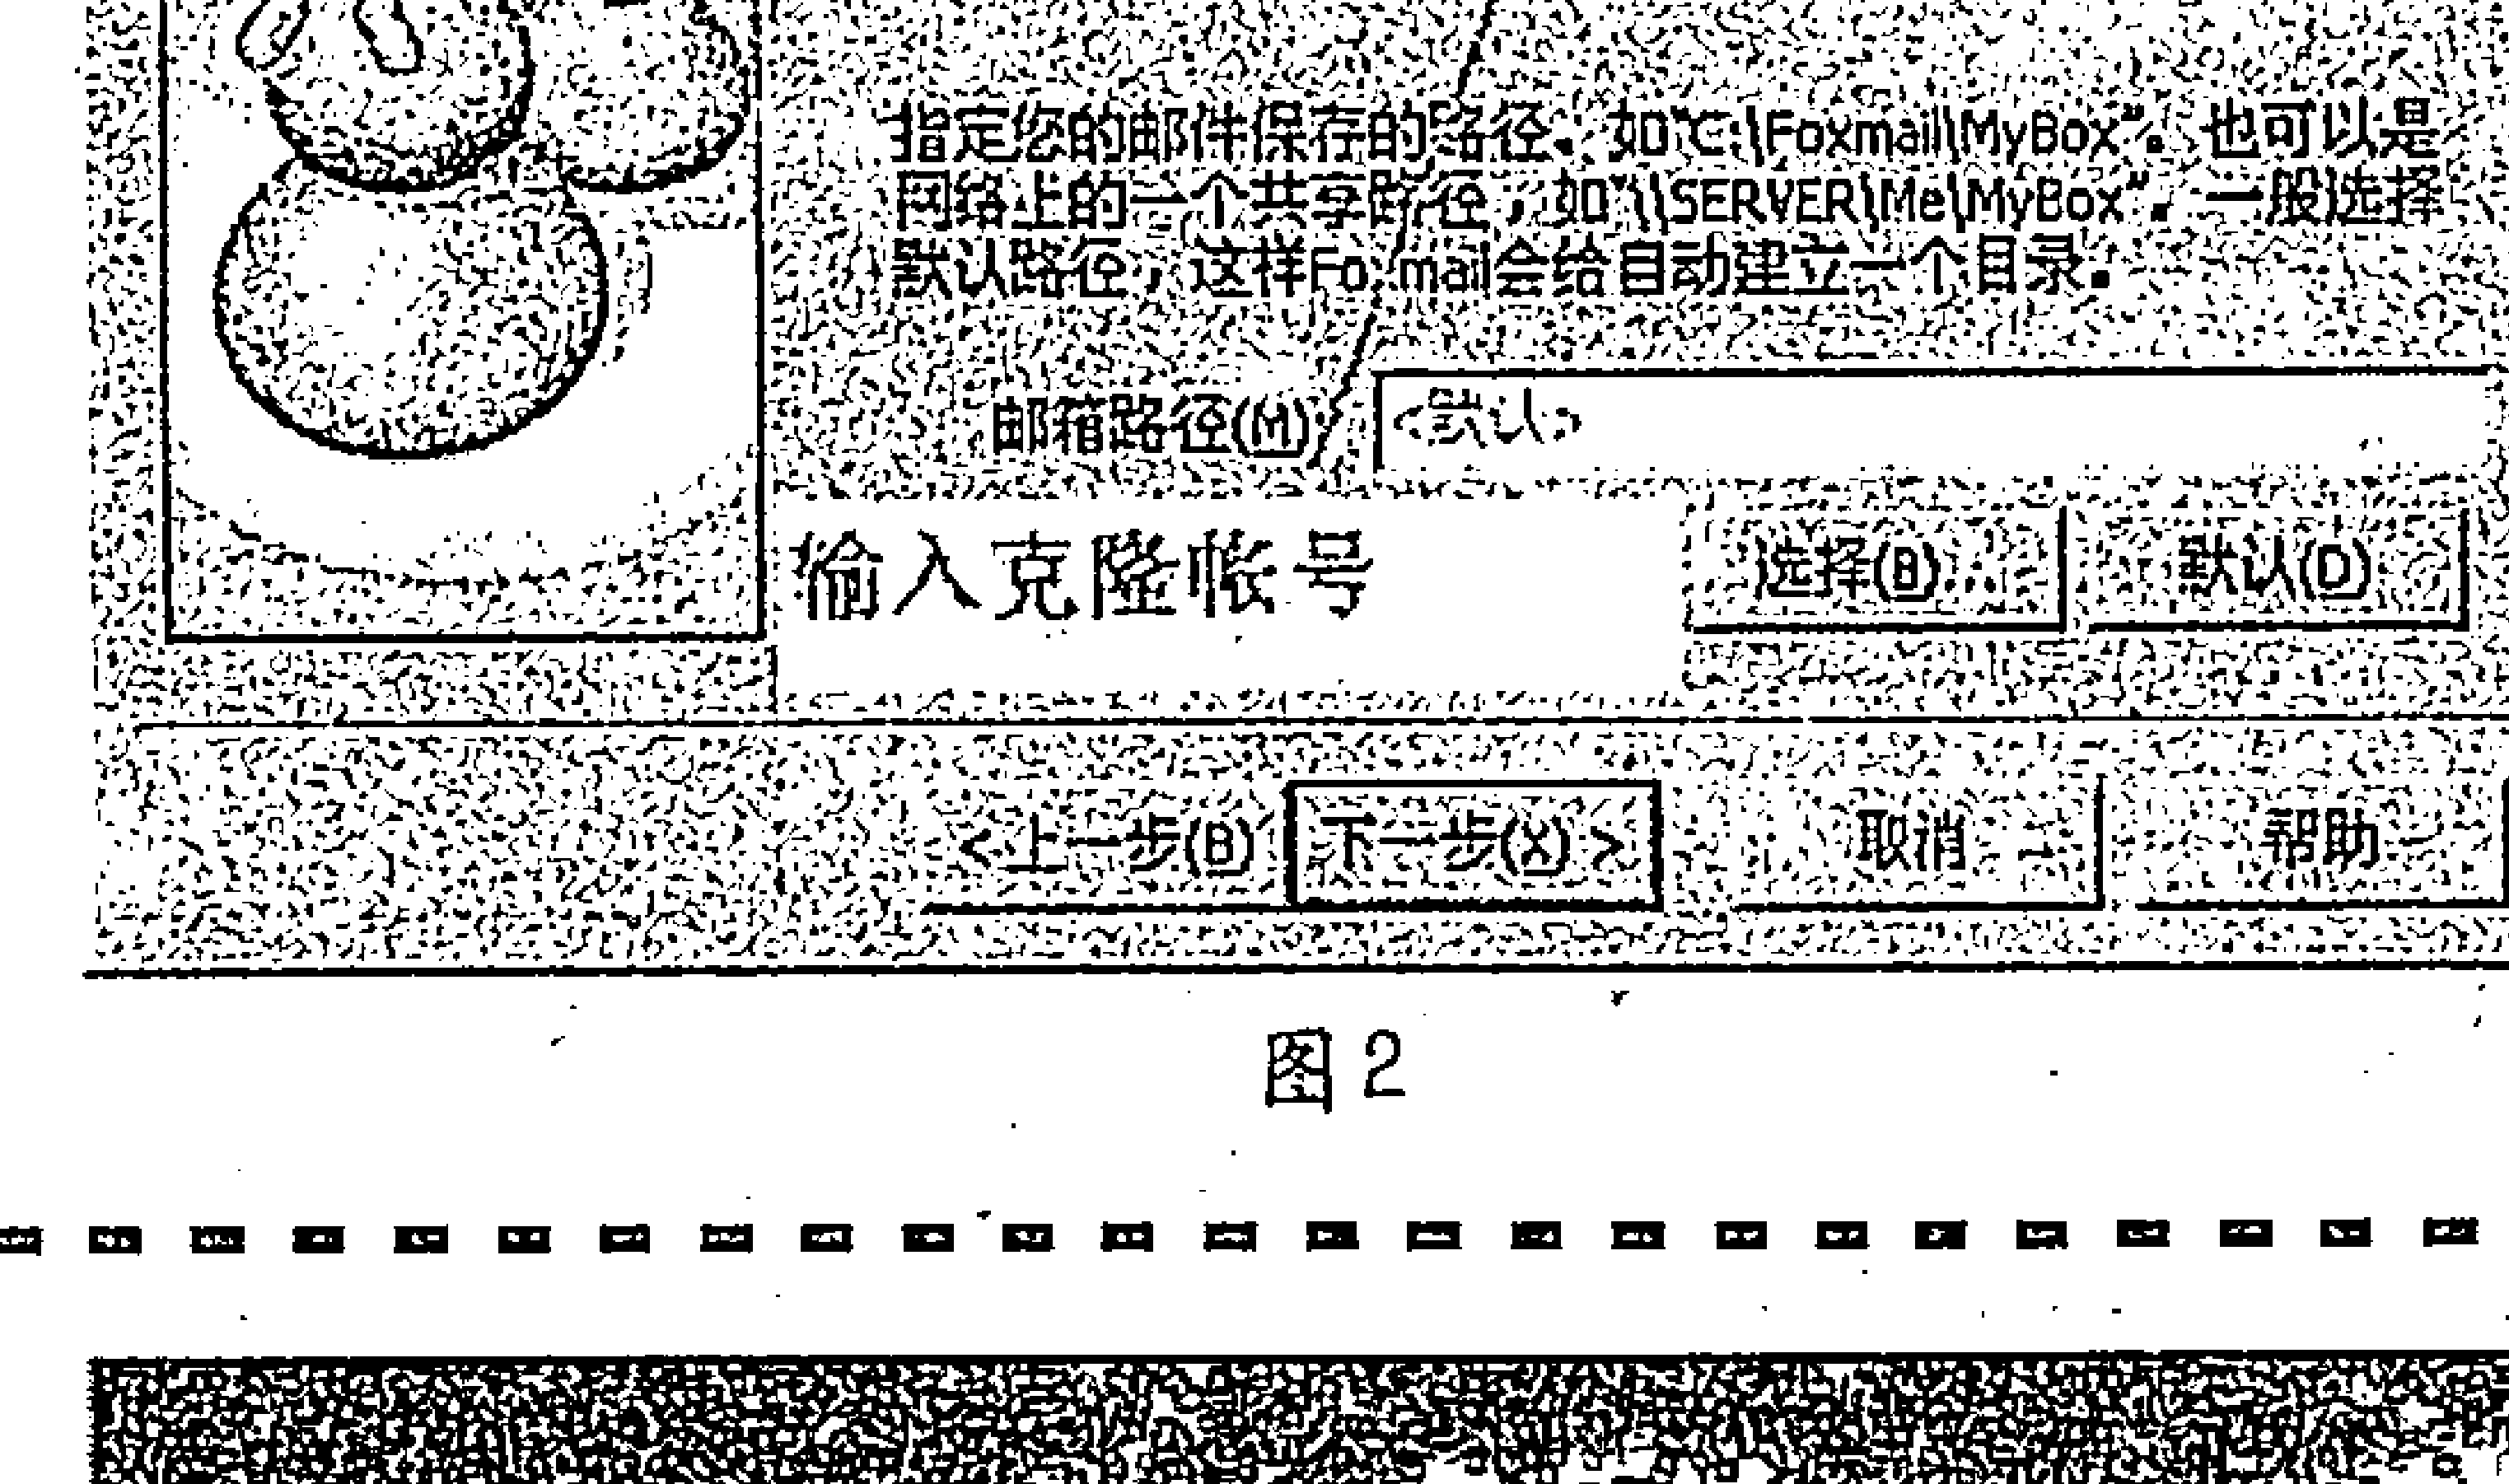 指定您的邮件保存的路径. 如"C:\Foxmail\MyBox". 也可以是
网络上的一个共享路径，如"\\SERVER\Me\MyBox". 一般选择
默认路径，这样Fo mail会给自动建立一个目录.
邮箱路径(M) <默认>
输入克隆帐号 选择(B) 默认(D)
<上一步(B) 下一步(X) > 取消 帮助
图2